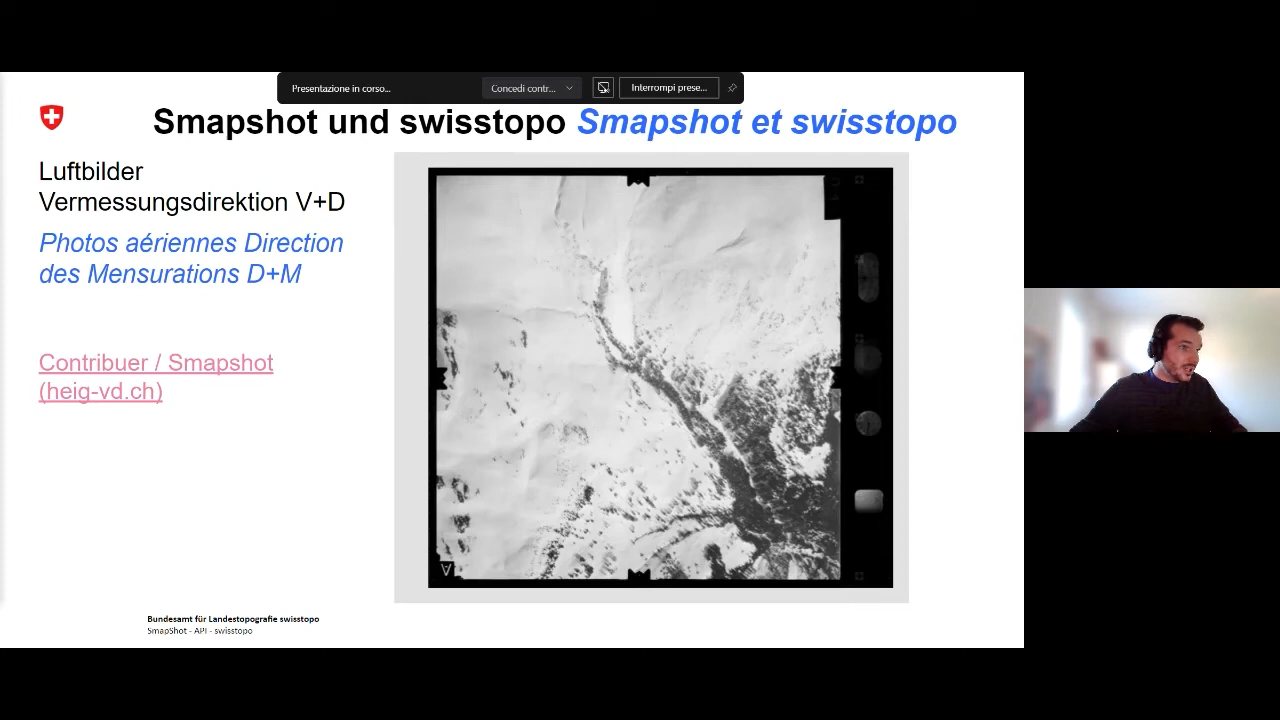 Presentazione in corso...
Concedi contr...
Interrompi prese...
Smapshot und swisstopo Smapshot et swisstopo
Luftbilder
Vermessungsdirektion V+D
Photos aériennes Direction
des Mensurations D+M
Contribuer / Smapshot
(heig-vd.ch)
A
Bundesamt für Landestopografie swisstopo
SmapShot - API - swisstopo